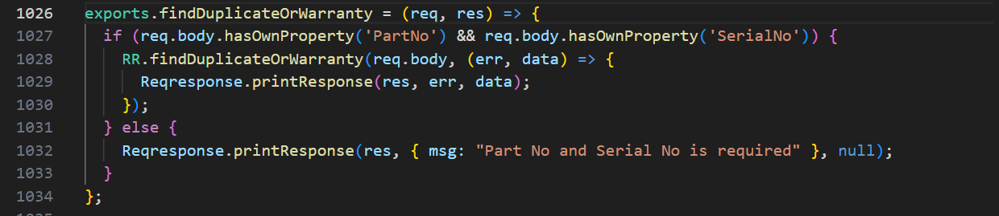 1026 exports.findDuplicateOrWarranty = (req, res) => {
1027   if (req.body.hasOwnProperty('PartNo') && req.body.hasOwnProperty('SerialNo')) {
1028     RR.findDuplicateOrWarranty(req.body, (err, data) => {
1029       Reqresponse.printResponse(res, err, data);
1030     });
1031   } else {
1032     Reqresponse.printResponse(res, { msg: "Part No and Serial No is required" }, null);
1033   }
1034 };